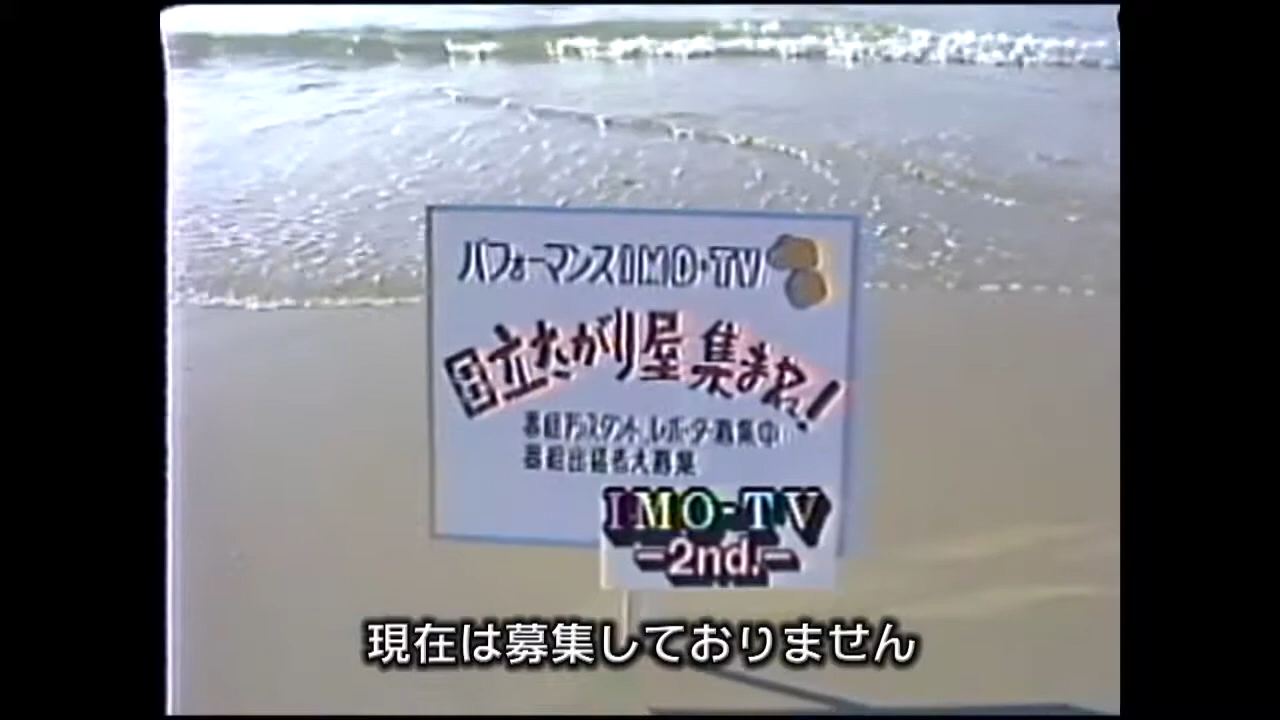 パフォーマンスIMO・TV
目立たがり屋集まれ!
番組アシスタント、レポーター募集中
番組出稿者大募集
IMO-TV
-2nd.-
現在は募集しておりません